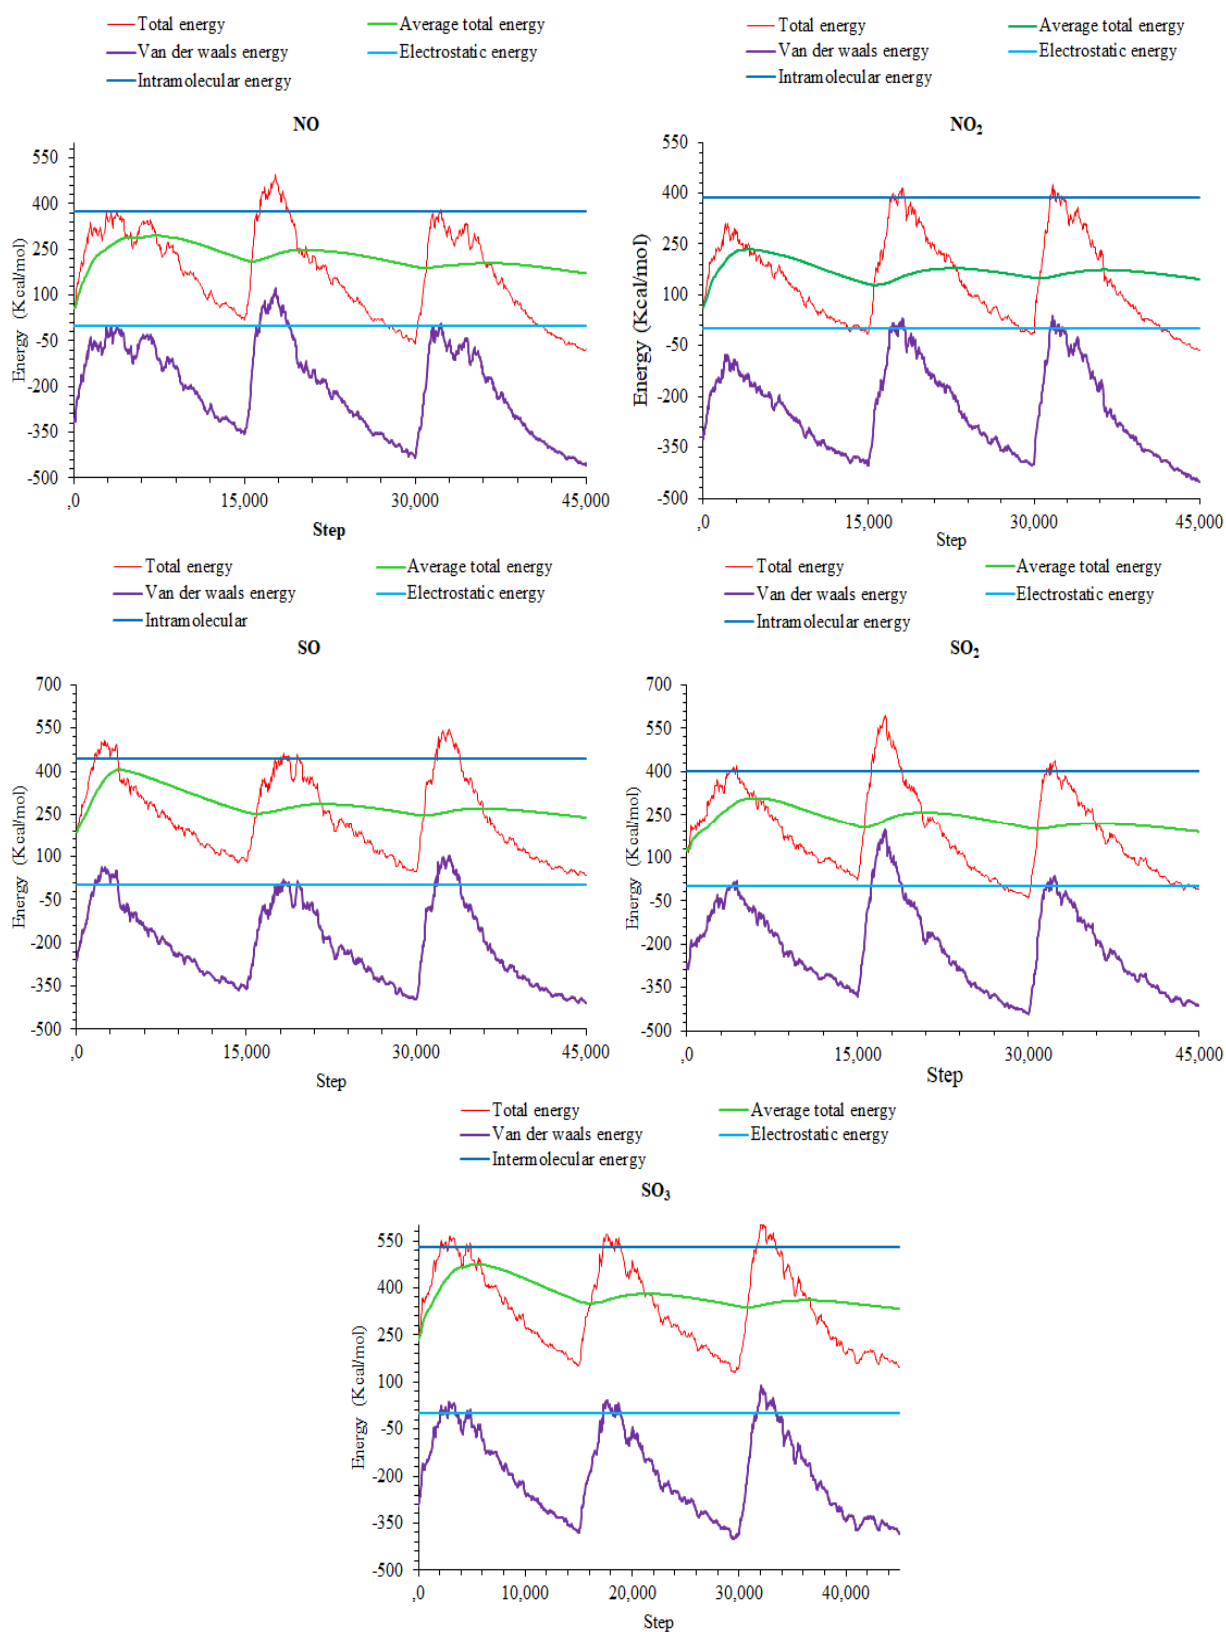 Total energy Average total energy
Van der waals energy Electrostatic energy
Intramolecular energy
NO
550
400
250
100
-50
-200
-350
-500
Energy (Kcal/mol)
,0 15,000 30,000 45,000
Step
Total energy Average total energy
Van der waals energy Electrostatic energy
Intramolecular energy
NO₂
550
400
250
100
-50
-200
-350
-500
Energy (Kcal/mol)
,0 15,000 30,000 45,000
Step
Total energy Average total energy
Van der waals energy Electrostatic energy
Intramolecular
SO
700
550
400
250
100
-50
-200
-350
-500
Energy (Kcal/mol)
,0 15,000 30,000 45,000
Step
Total energy Average total energy
Van der waals energy Electrostatic energy
Intramolecular energy
SO₂
700
550
400
250
100
-50
-200
-350
-500
Energy (Kcal/mol)
,0 15,000 30,000 45,000
Step
Total energy Average total energy
Van der waals energy Electrostatic energy
Intermolecular energy
SO₃
550
400
250
100
-50
-200
-350
-500
Energy (Kcal/mol)
,0 10,000 20,000 30,000 40,000
Step